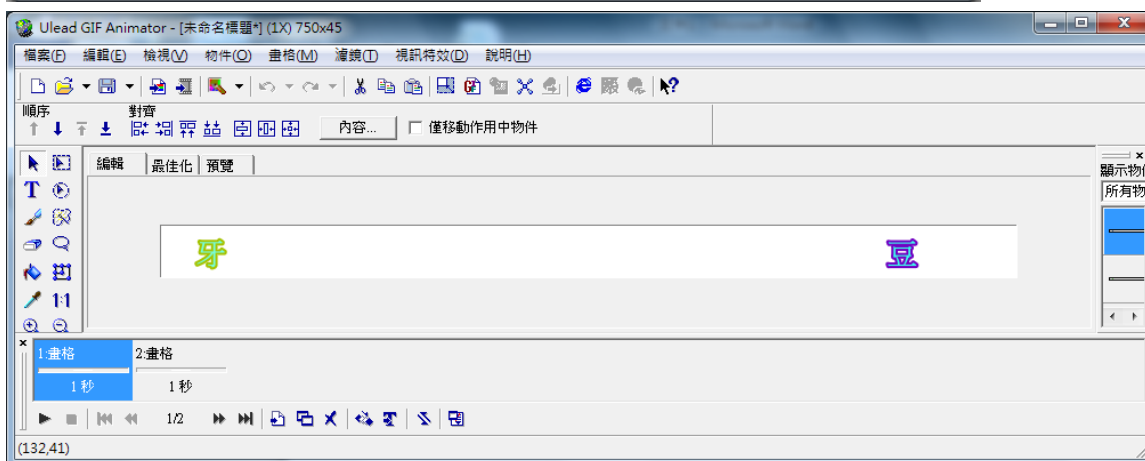 Ulead GIF Animator - [未命名標題*] (1X) 750x45
檔案(F) 編輯(E) 檢視(V) 物件(O) 畫格(M) 濾鏡(T) 視訊特效(D) 說明(H)
順序 對齊
內容... 僅移動作用中物件
編輯 最佳化 預覽
顯示物
所有物
T
牙 豆
1:1
1:畫格 2:畫格
1 秒 1 秒
1/2
(132,41)